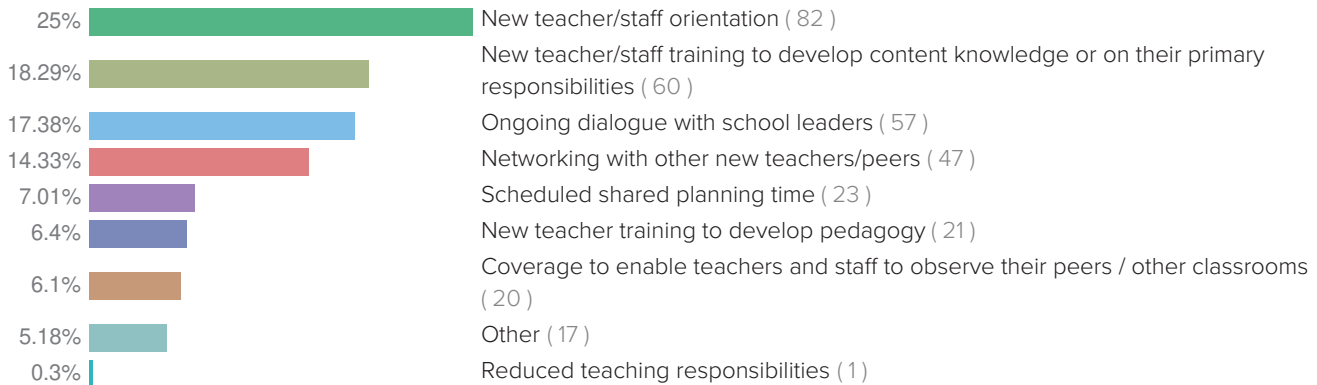 25% New teacher/staff orientation ( 82 )
18.29% New teacher/staff training to develop content knowledge or on their primary
responsibilities ( 60 )
17.38% Ongoing dialogue with school leaders ( 57 )
14.33% Networking with other new teachers/peers ( 47 )
7.01% Scheduled shared planning time ( 23 )
6.4% New teacher training to develop pedagogy ( 21 )
6.1% Coverage to enable teachers and staff to observe their peers / other classrooms
( 20 )
5.18% Other ( 17 )
0.3% Reduced teaching responsibilities ( 1 )